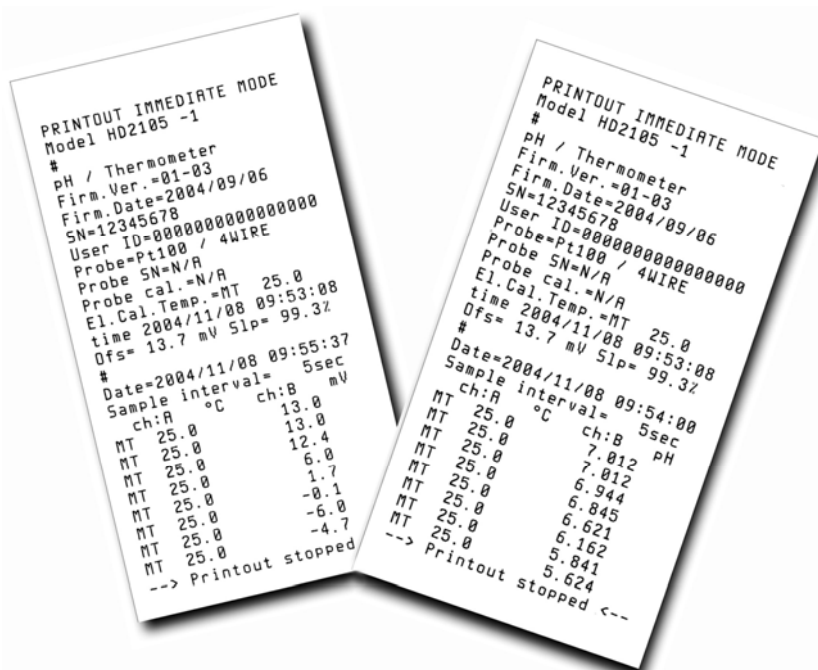 PRINTOUT IMMEDIATE MODE
Model HD2105 -1
#
pH / Thermometer
Firm.Ver.=01-03
Firm.Date=2004/09/06
SN=12345678
User ID=0000000000000000
Probe=Pt100 / 4WIRE
Probe SN=N/A
Probe cal.=N/A
El.Cal.Temp.=MT 25.0
time 2004/11/08 09:53:08
Ofs= 13.7 mV Slp= 99.3%
#
Date=2004/11/08 09:55:37
Sample interval= 5sec
ch:A °C ch:B mV
MT 25.0 13.0
MT 25.0 13.0
MT 25.0 12.4
MT 25.0 6.0
MT 25.0 1.7
MT 25.0 -0.1
MT 25.0 -6.0
MT 25.0 -4.7
--> Printout stopped
PRINTOUT IMMEDIATE MODE
Model HD2105 -1
#
pH / Thermometer
Firm.Ver.=01-03
Firm.Date=2004/09/06
SN=12345678
User ID=0000000000000000
Probe=Pt100 / 4WIRE
Probe SN=N/A
Probe cal.=N/A
El.Cal.Temp.=MT 25.0
time 2004/11/08 09:53:08
Ofs= 13.7 mV Slp= 99.3%
#
Date=2004/11/08 09:54:00
Sample interval= 5sec
ch:A °C ch:B pH
MT 25.0 7.012
MT 25.0 7.012
MT 25.0 6.944
MT 25.0 6.845
MT 25.0 6.621
MT 25.0 6.162
MT 25.0 5.841
MT 25.0 5.624
--> Printout stopped <--